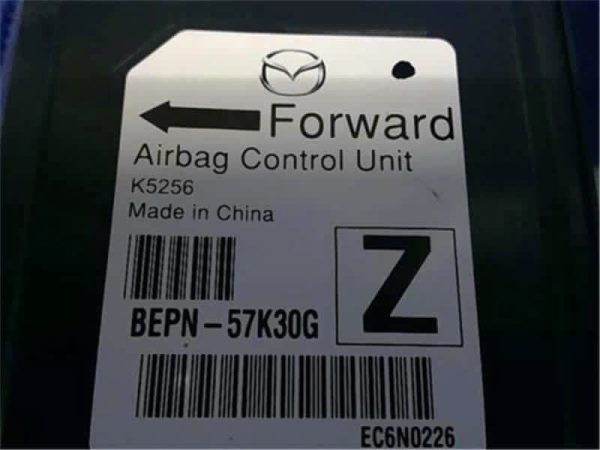 Forward
Airbag Control Unit
K5256
Made in China
Z
BEPN-57K30G
EC6N0226